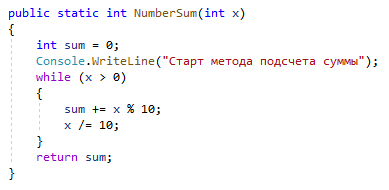 public static int NumberSum(int x)
{
    int sum = 0;
    Console.WriteLine("Старт метода подсчета суммы");
    while (x > 0)
    {
        sum += x % 10;
        x /= 10;
    }
    return sum;
}